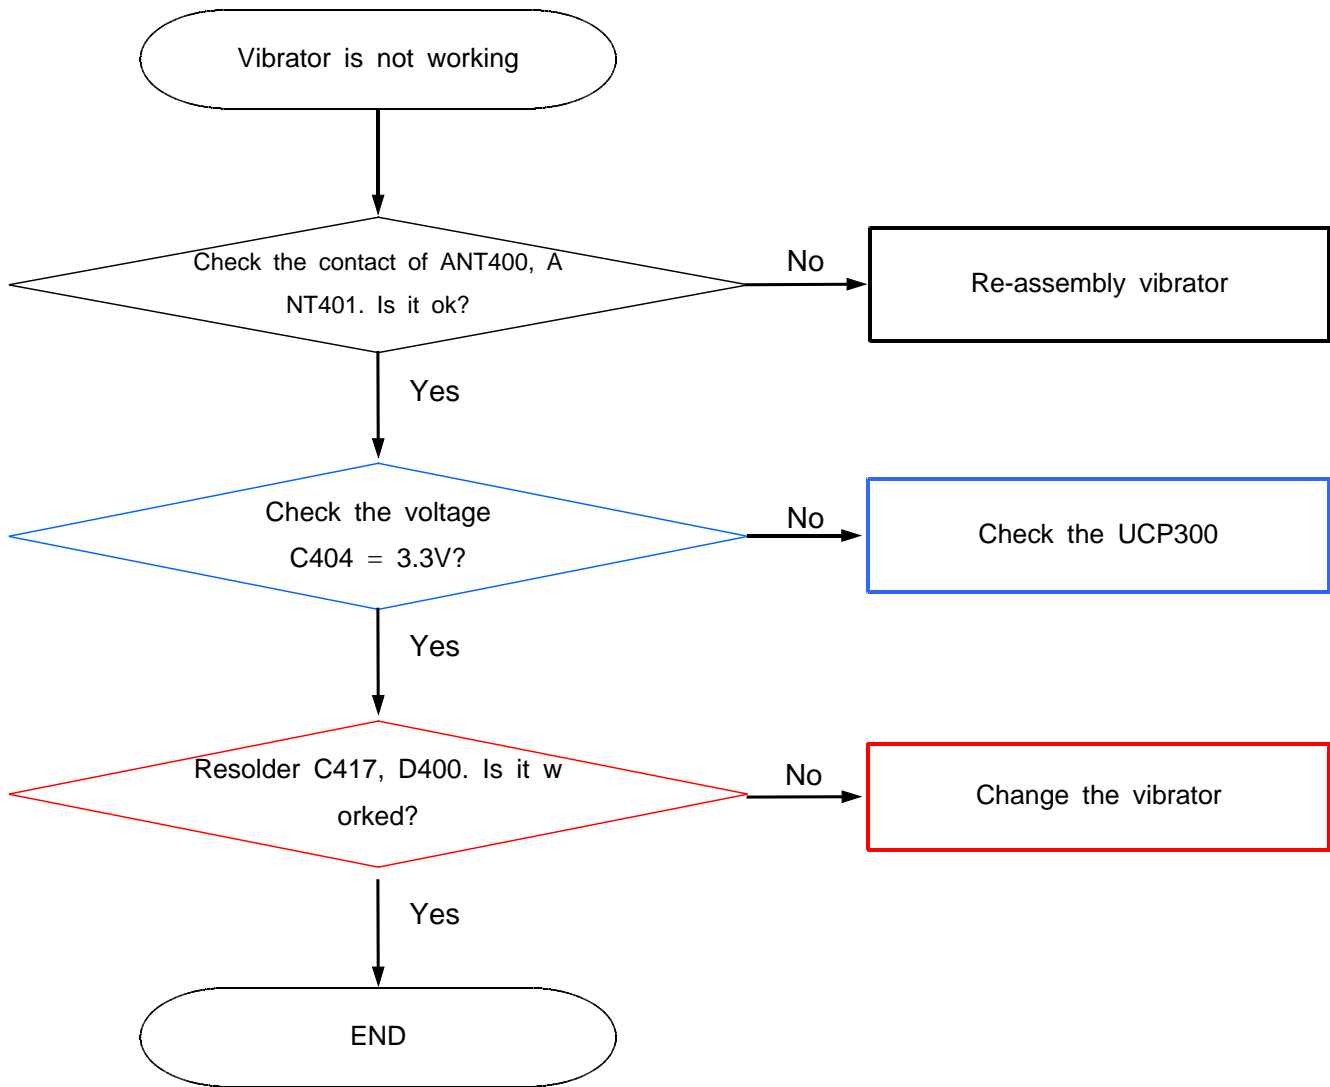 Vibrator is not working
Check the contact of ANT400, A
NT401. Is it ok?
No
Re-assembly vibrator
Yes
Check the voltage
C404 = 3.3V?
No
Check the UCP300
Yes
Resolder C417, D400. Is it w
orked?
No
Change the vibrator
Yes
END